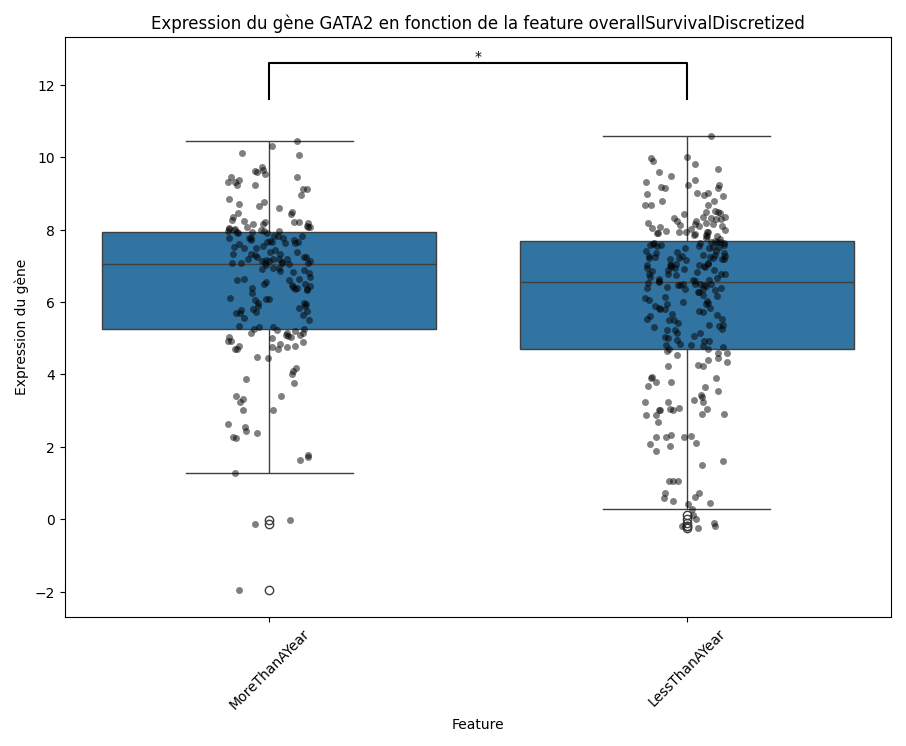 Expression du gène GATA2 en fonction de la feature overallSurvivalDiscretized
*
12
10
8
6
4
2
0
−2
Expression du gène
MoreThanAYear
LessThanAYear
Feature